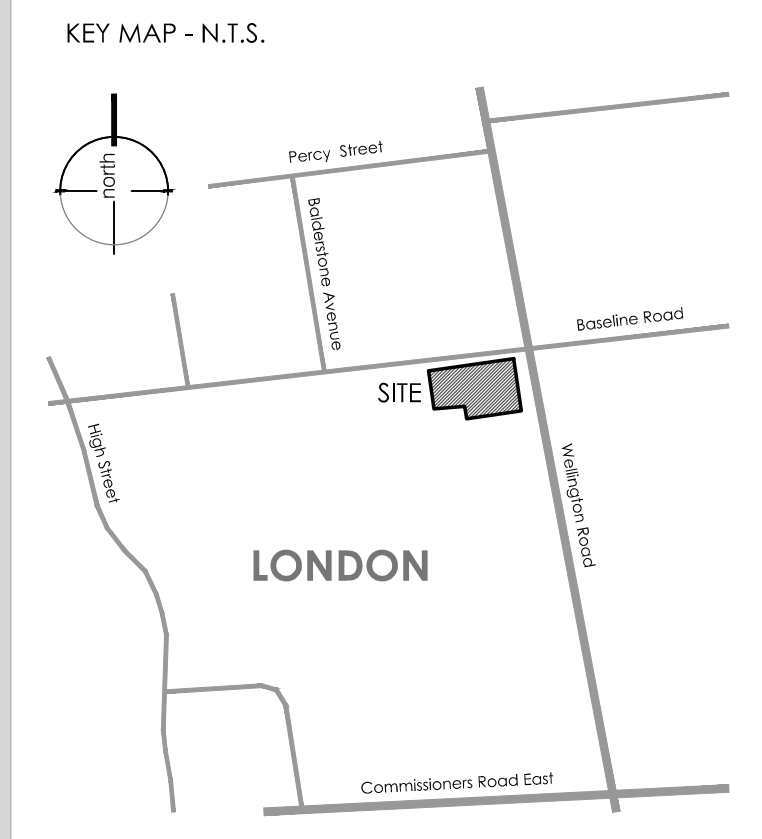 KEY MAP - N.T.S.
north
Percy Street
Balderstone Avenue
Baseline Road
SITE
High Street
Wellington Road
LONDON
Commissioners Road East